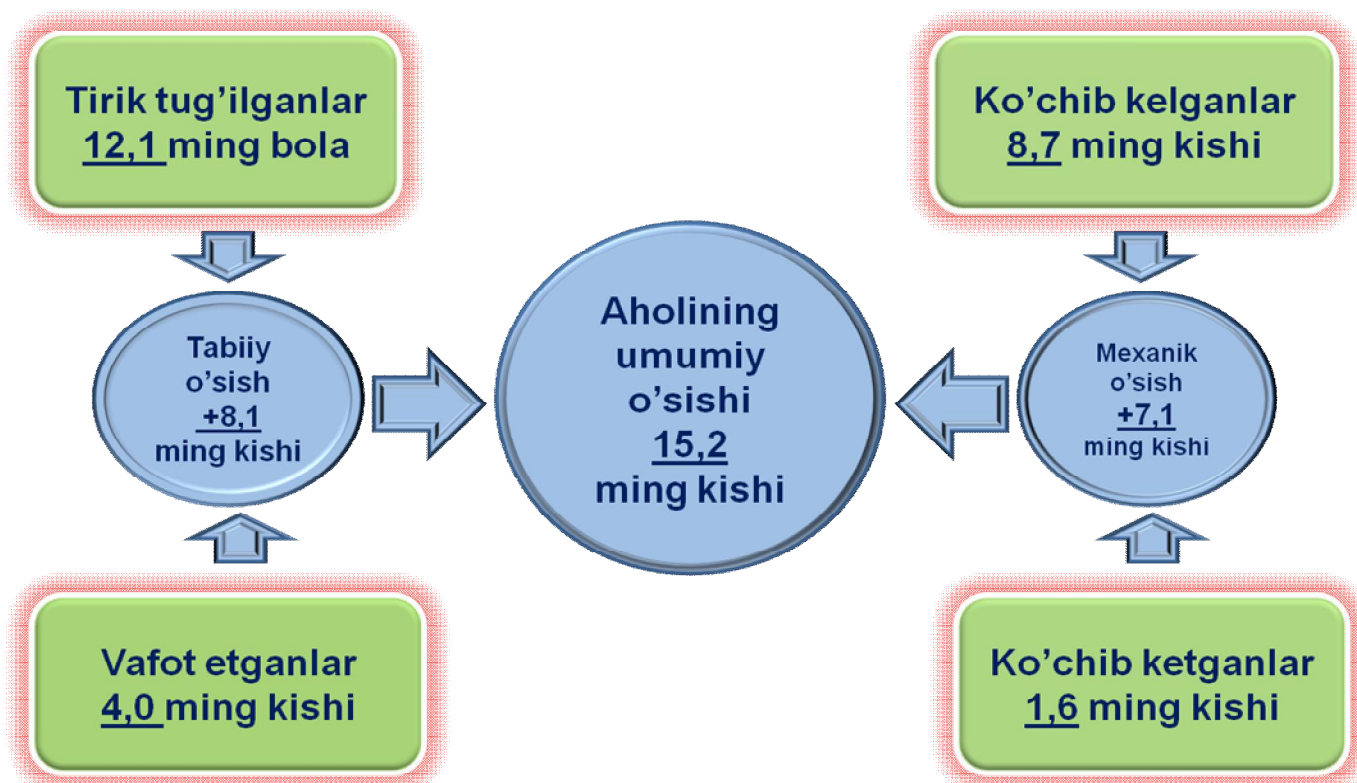 Tirik tug’ilganlar
12,1 ming bola
Ko’chib kelganlar
8,7 ming kishi
Tabiiy
o’sish
+8,1
ming kishi
Aholining
umumiy
o’sishi
15,2
ming kishi
Mexanik
o’sish
+7,1
ming kishi
Vafot etganlar
4,0 ming kishi
Ko’chib ketganlar
1,6 ming kishi